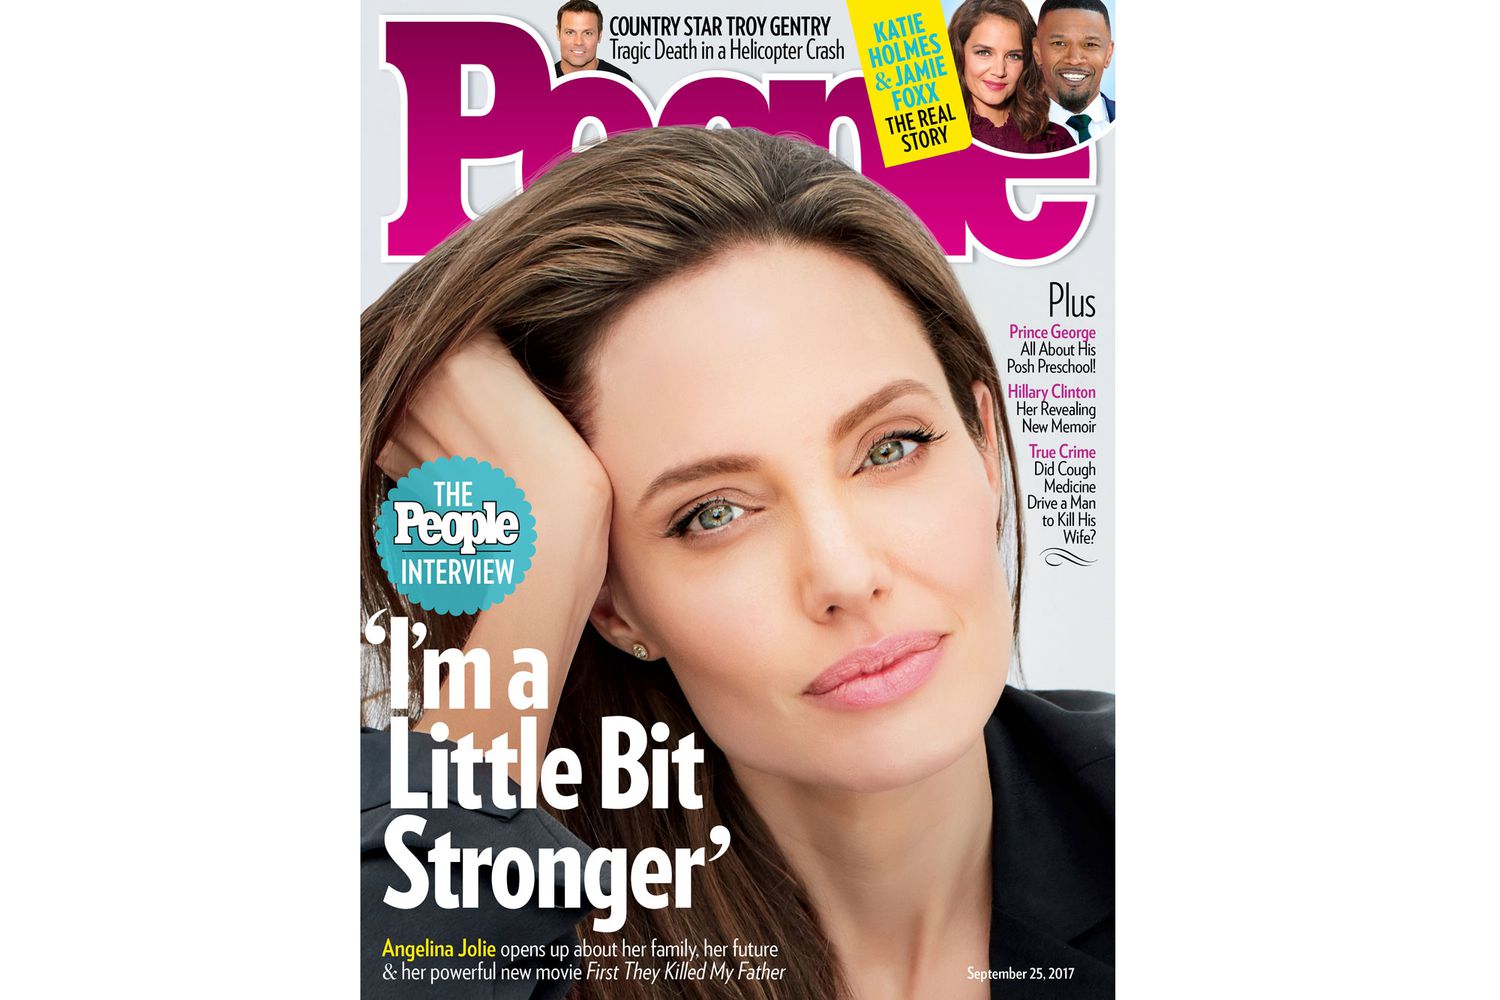 COUNTRY STAR TROY GENTRY
Tragic Death in a Helicopter Crash
KATIE
HOLMES
& JAMIE
FOXX
THE REAL
STORY
People
Plus
Prince George
All About His
Posh Preschool!
Hillary Clinton
Her Revealing
New Memoir
True Crime
Did Cough
Medicine
Drive a Man
to Kill His
Wife?
THE
People
INTERVIEW
‘I’m a
Little Bit
Stronger’
Angelina Jolie opens up about her family, her future
& her powerful new movie First They Killed My Father
September 25, 2017